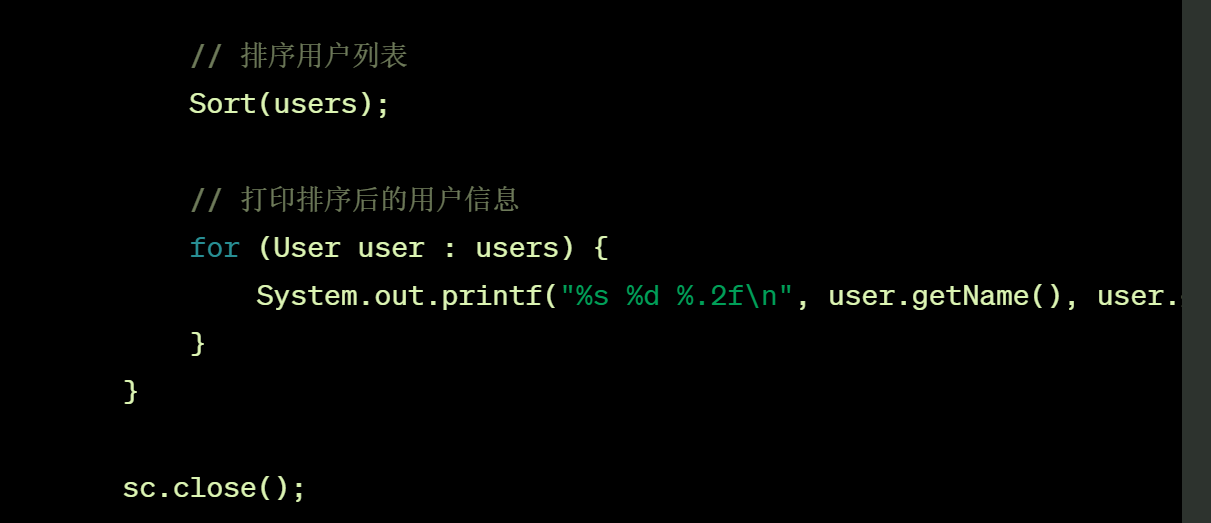 // 排序用户列表
Sort(users);
// 打印排序后的用户信息
for (User user : users) {
System.out.printf("%s %d %.2f\n", user.getName(), user.
}
}
sc.close();